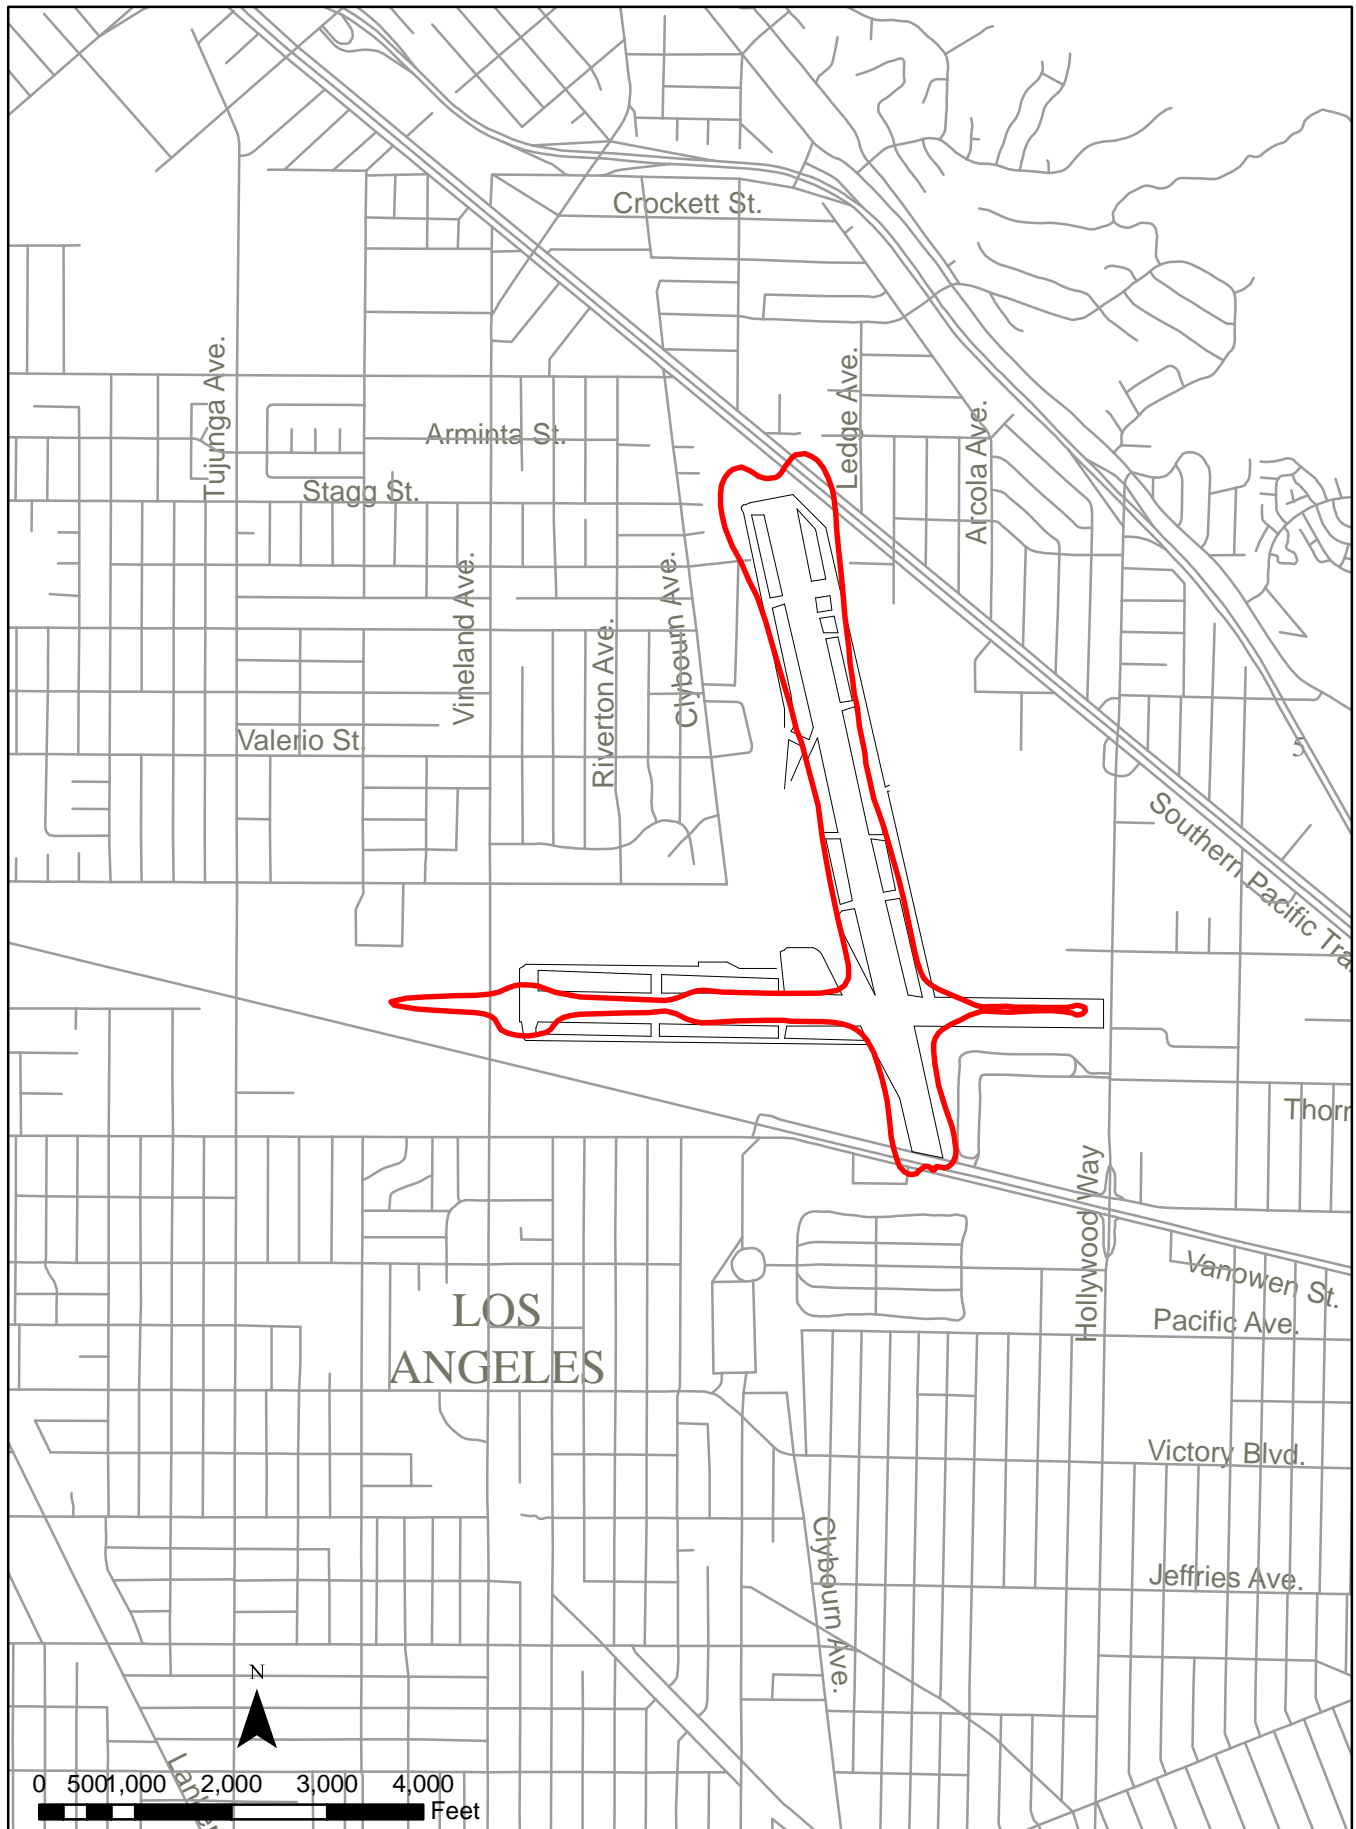 Crockett St.
Tujunga Ave.
Ledge Ave.
Arcola Ave.
Arminta St.
Stagg St.
Vineland Ave.
Clybourn Ave.
Riverton Ave.
Valerio St.
5
Southern Pacific Tra
Thorn
Hollywood Way
Vanowen St.
Pacific Ave.
LOS
ANGELES
Victory Blvd.
Clybourn Ave.
Jeffries Ave.
N
0 500 1,000 2,000 3,000 4,000
Feet